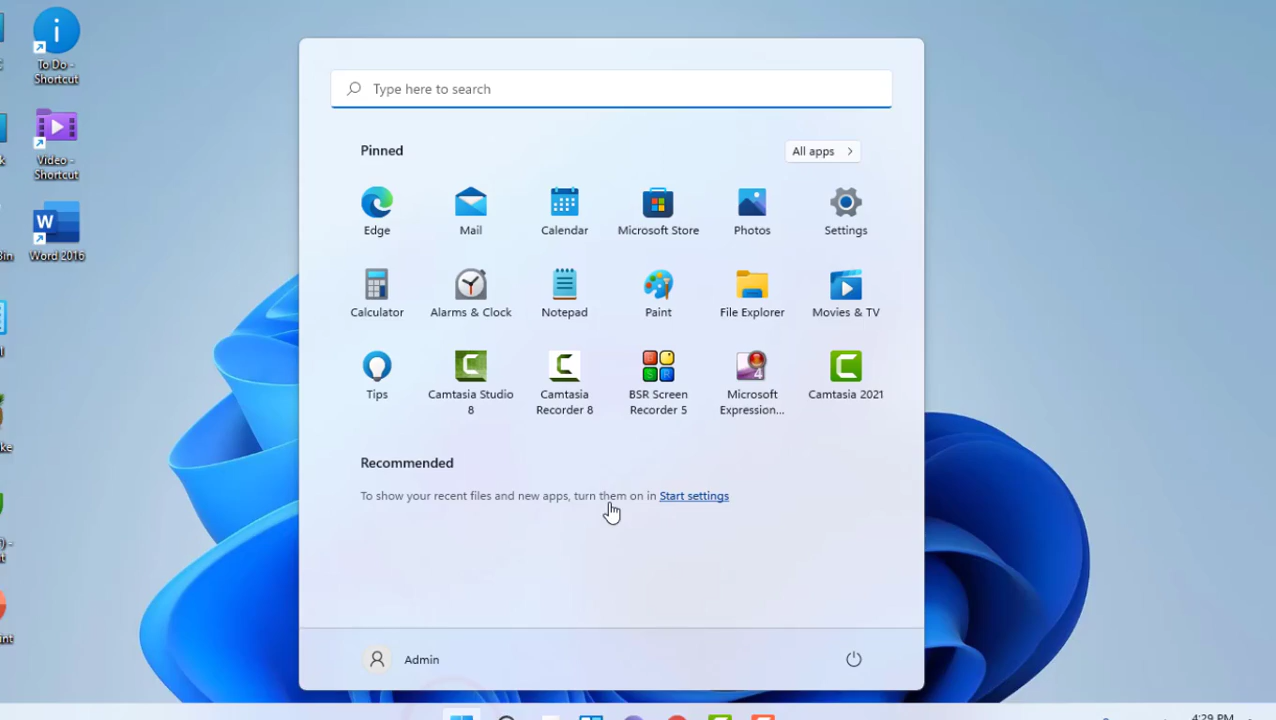 To Do -
Shortcut
Video -
Shortcut
Word 2016
Type here to search
Pinned
All apps
Edge
Mail
Calendar
Microsoft Store
Photos
Settings
Calculator
Alarms & Clock
Notepad
Paint
File Explorer
Movies & TV
Tips
Camtasia Studio
8
Camtasia
Recorder 8
BSR Screen
Recorder 5
Microsoft
Expression...
Camtasia 2021
Recommended
To show your recent files and new apps, turn them on in Start settings
Admin
4:29 PM